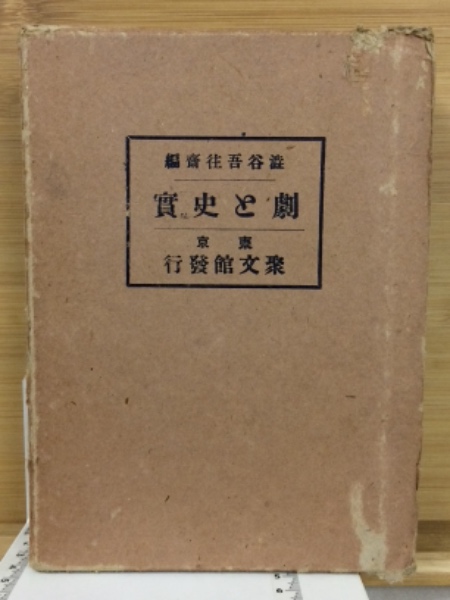 澁谷吾往齋編
劇と史實
東京
聚文館發行